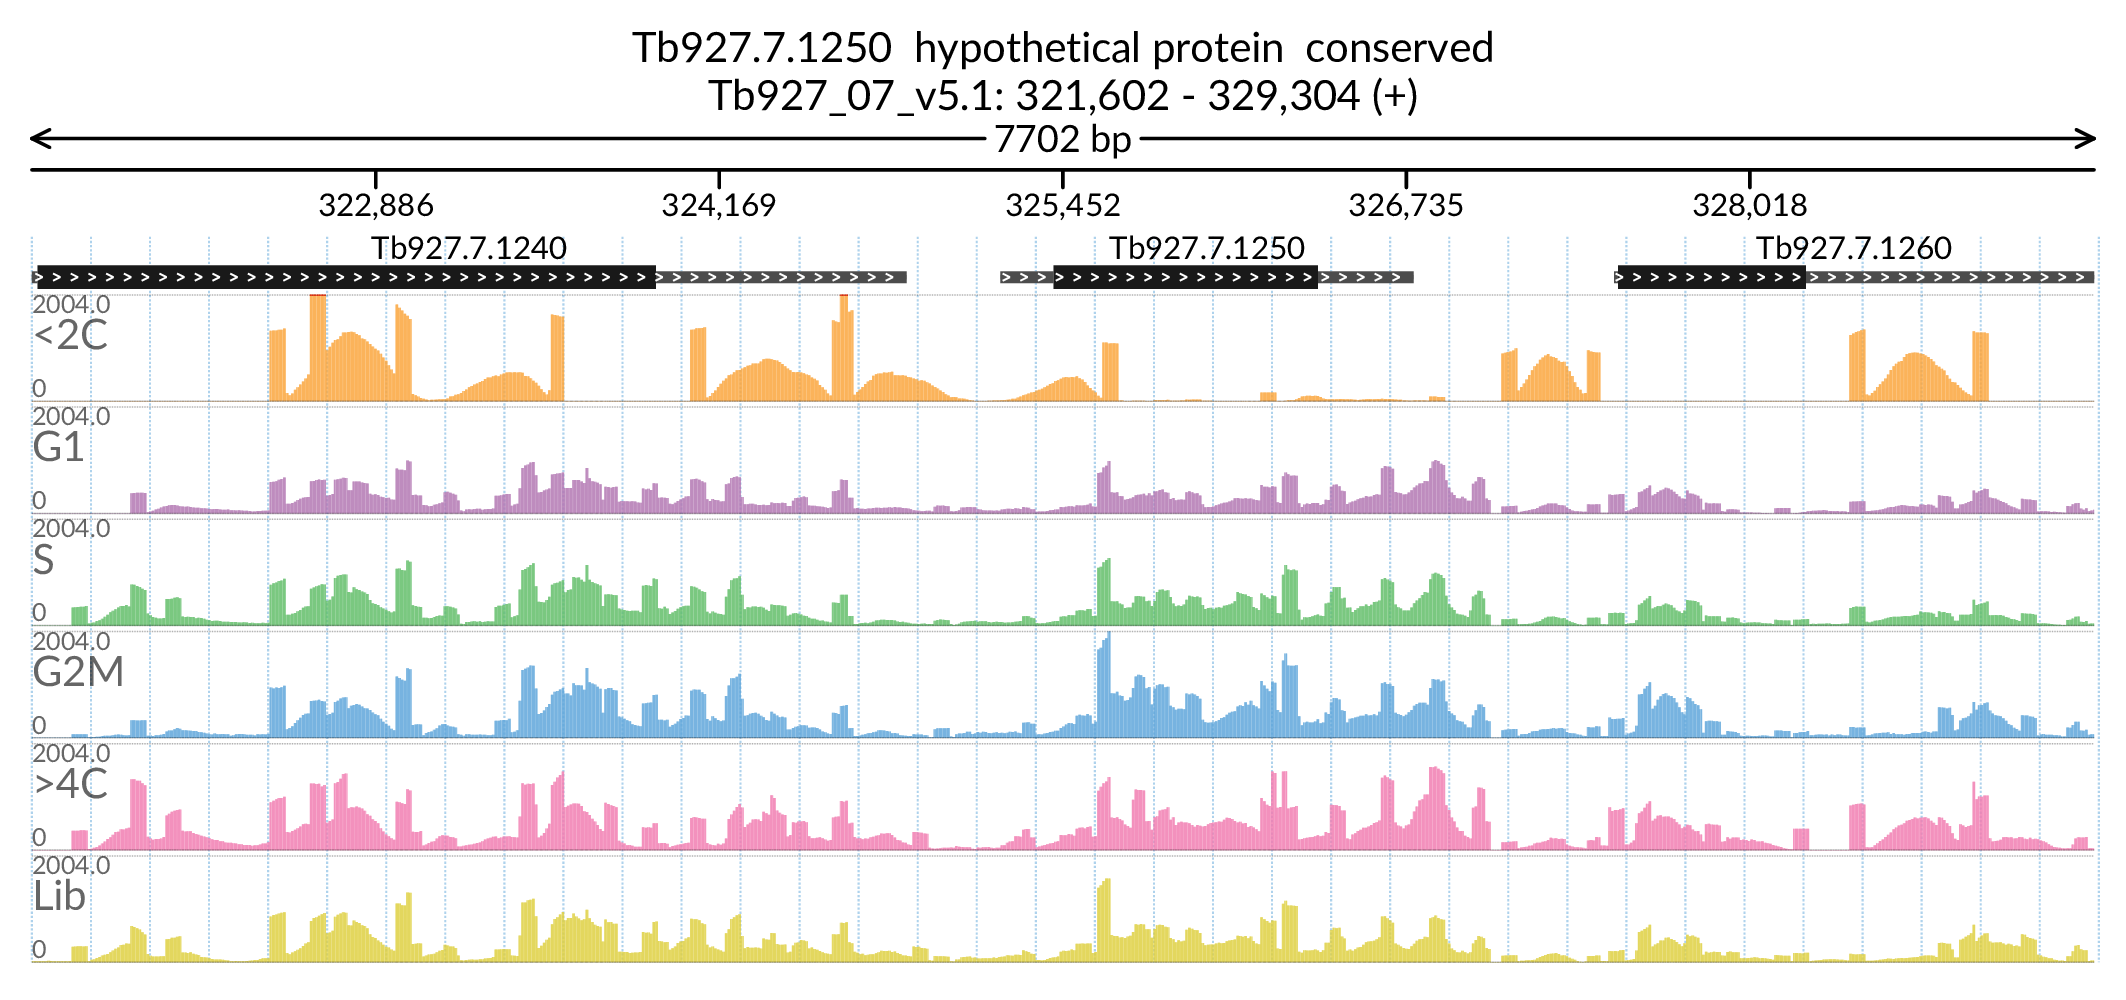 Tb927.7.1250 hypothetical protein conserved
Tb927_07_v5.1: 321,602 - 329,304 (+)
7702 bp
322,886 324,169 325,452 326,735 328,018
Tb927.7.1240 Tb927.7.1250 Tb927.7.1260
2004.0
<2C
0
2004.0
G1
0
2004.0
S
0
2004.0
G2M
0
2004.0
>4C
0
2004.0
Lib
0